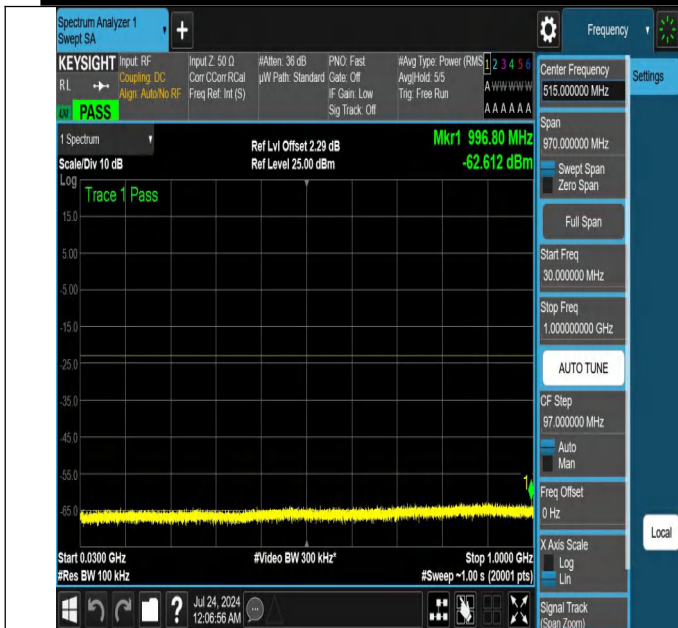 Spectrum Analyzer 1
Swept SA
+
Frequency
KEYSIGHT
RL
PASS
Input: RF
Coupling: DC
Align: Auto/No RF
Input Z: 50 Ω
Corr CCorr RCal
Freq Ref: Int (S)
#Atten: 36 dB
µW Path: Standard
PNO: Fast
Gate: Off
IF Gain: Low
Sig Track: Off
#Avg Type: Power (RMS
Avg|Hold: 5/5
Trig: Free Run
1 2 3 4 5 6
A W W W W W
A A A A A A
1 Spectrum
Scale/Div 10 dB
Ref Lvl Offset 2.29 dB
Ref Level 25.00 dBm
Mkr1 996.80 MHz
-62.612 dBm
Log
Trace 1 Pass
15.0
5.00
-5.00
-15.0
-25.0
-35.0
-45.0
-55.0
-65.0
1
Start 0.0300 GHz
#Res BW 100 kHz
#Video BW 300 kHz*
Stop 1.0000 GHz
#Sweep ~1.00 s (20001 pts)
Jul 24, 2024
12:06:56 AM
?
Center Frequency
515.000000 MHz
Settings
Span
970.000000 MHz
Swept Span
Zero Span
Full Span
Start Freq
30.000000 MHz
Stop Freq
1.000000000 GHz
AUTO TUNE
CF Step
97.000000 MHz
Auto
Man
Freq Offset
0 Hz
Local
X Axis Scale
Log
Lin
Signal Track
(Span Zoom)